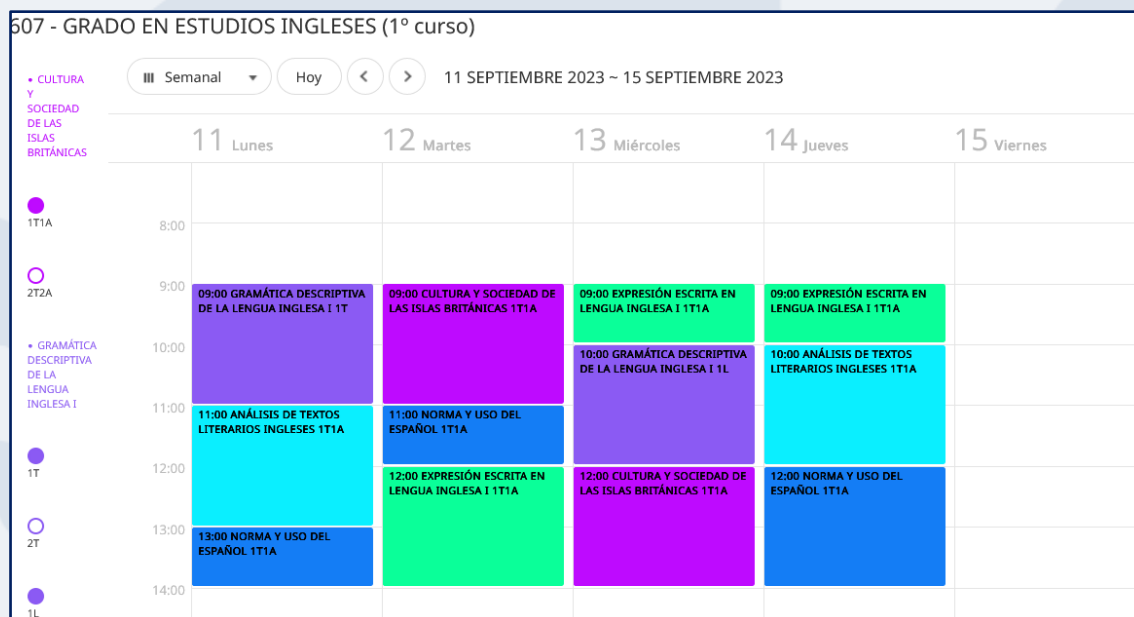 607 - GRADO EN ESTUDIOS INGLESES (1º curso)
• CULTURA
Y
SOCIEDAD
DE LAS
ISLAS
BRITÁNICAS
1T1A
2T2A
• GRAMÁTICA
DESCRIPTIVA
DE LA
LENGUA
INGLESA I
1T
2T
1L
Semanal
Hoy
11 SEPTIEMBRE 2023 ~ 15 SEPTIEMBRE 2023
11 Lunes
12 Martes
13 Miércoles
14 Jueves
15 Viernes
8:00
9:00
10:00
11:00
12:00
13:00
14:00
09:00 GRAMÁTICA DESCRIPTIVA
DE LA LENGUA INGLESA I 1T
11:00 ANÁLISIS DE TEXTOS
LITERARIOS INGLESES 1T1A
13:00 NORMA Y USO DEL
ESPAÑOL 1T1A
09:00 CULTURA Y SOCIEDAD DE
LAS ISLAS BRITÁNICAS 1T1A
11:00 NORMA Y USO DEL
ESPAÑOL 1T1A
12:00 EXPRESIÓN ESCRITA EN
LENGUA INGLESA I 1T1A
09:00 EXPRESIÓN ESCRITA EN
LENGUA INGLESA I 1T1A
10:00 GRAMÁTICA DESCRIPTIVA
DE LA LENGUA INGLESA I 1L
12:00 CULTURA Y SOCIEDAD DE
LAS ISLAS BRITÁNICAS 1T1A
09:00 EXPRESIÓN ESCRITA EN
LENGUA INGLESA I 1T1A
10:00 ANÁLISIS DE TEXTOS
LITERARIOS INGLESES 1T1A
12:00 NORMA Y USO DEL
ESPAÑOL 1T1A